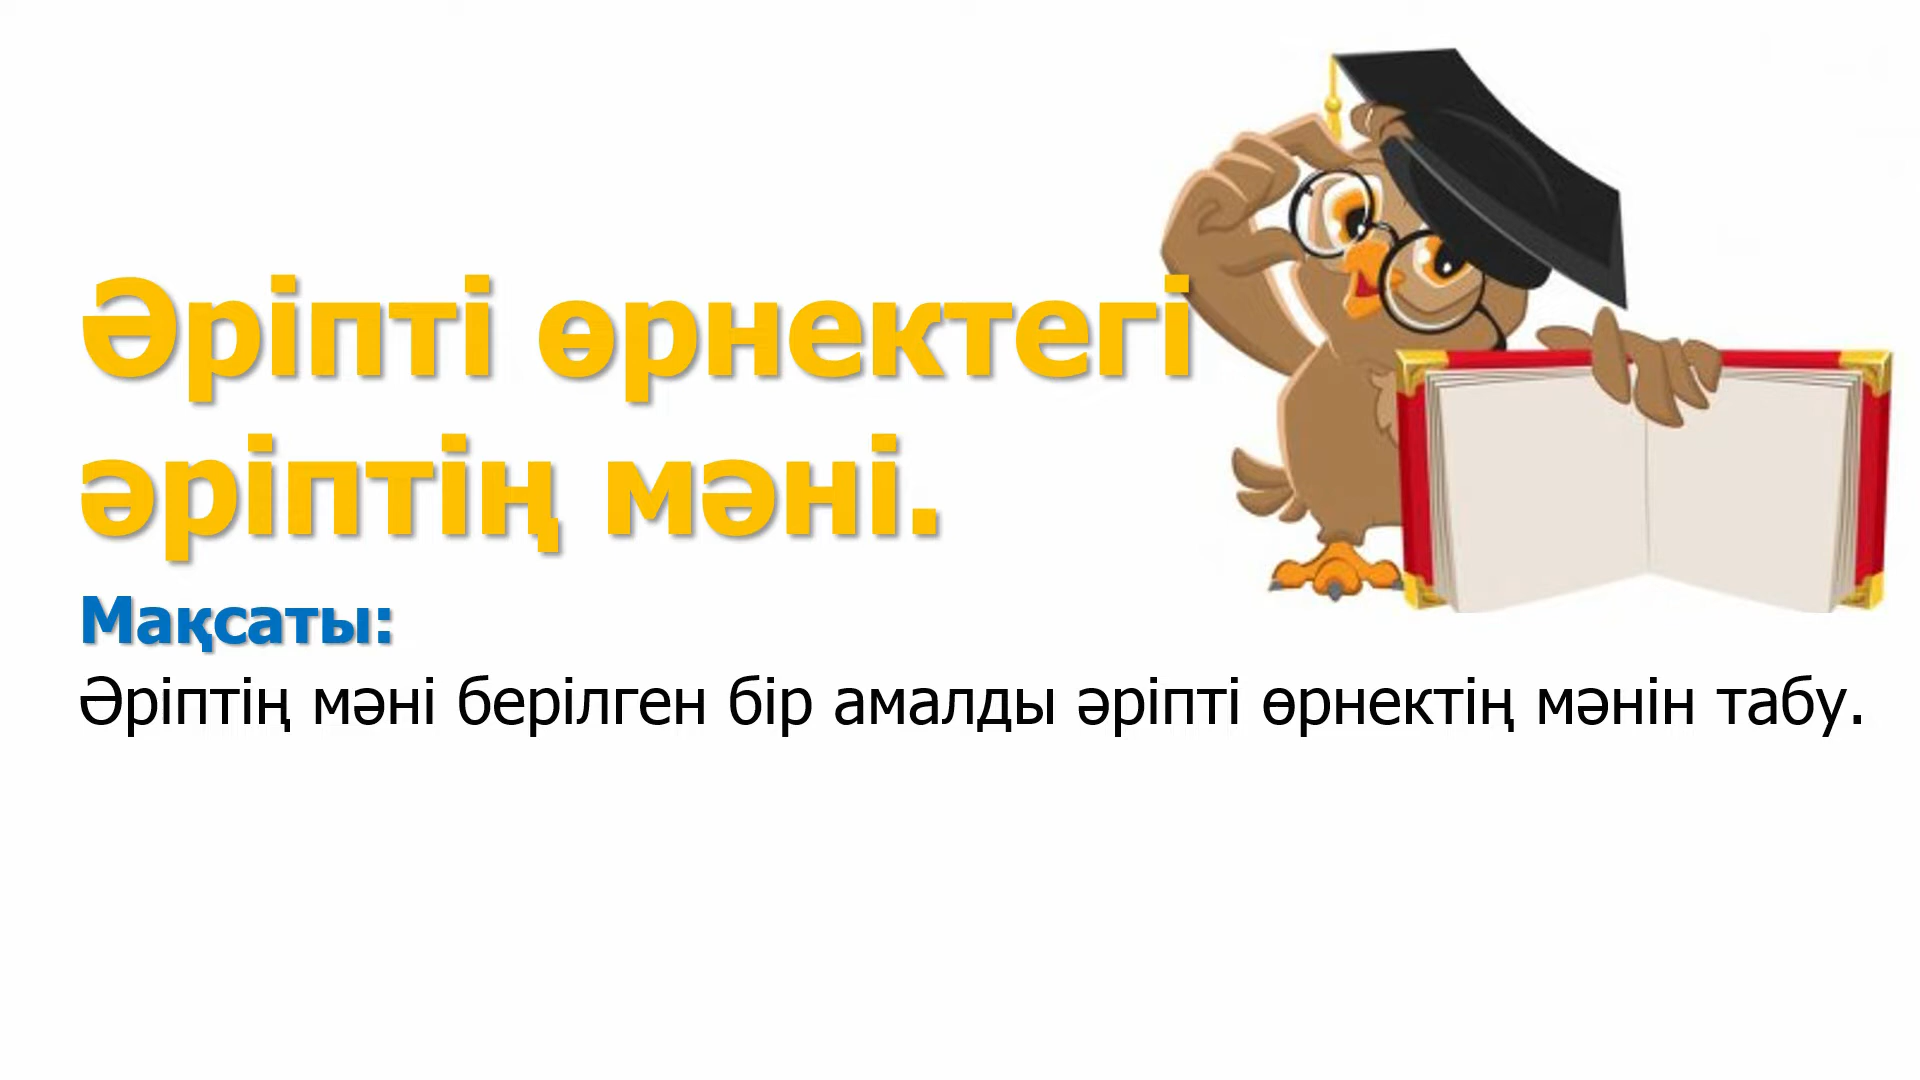 Әріпті өрнектегі
әріптің мәні.
Мақсаты:
Әріптің мәні берілген бір амалды әріпті өрнектің мәнін табу.